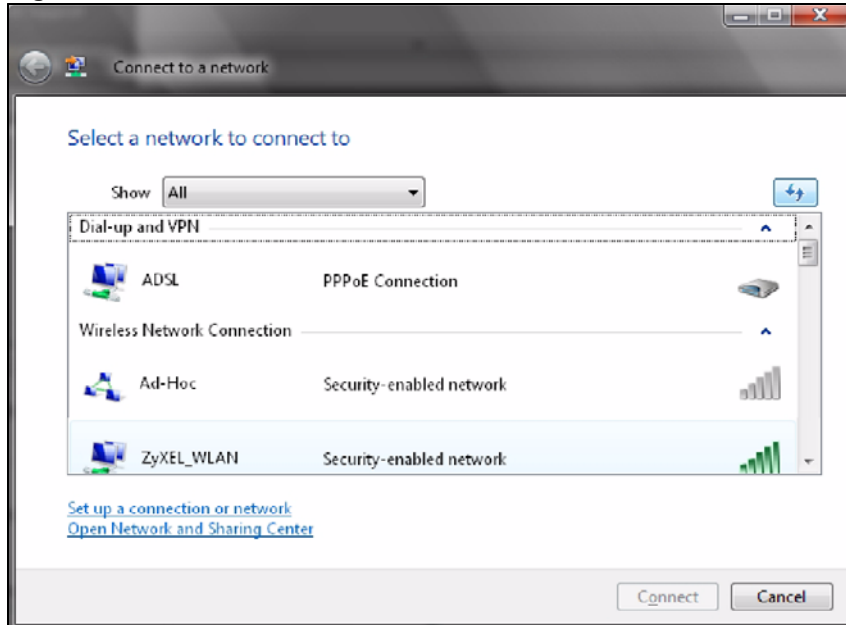 Connect to a network
Select a network to connect to
Show All
Dial-up and VPN
ADSL PPPoE Connection
Wireless Network Connection
Ad-Hoc Security-enabled network
ZyXEL_WLAN Security-enabled network
Set up a connection or network
Open Network and Sharing Center
Connect Cancel